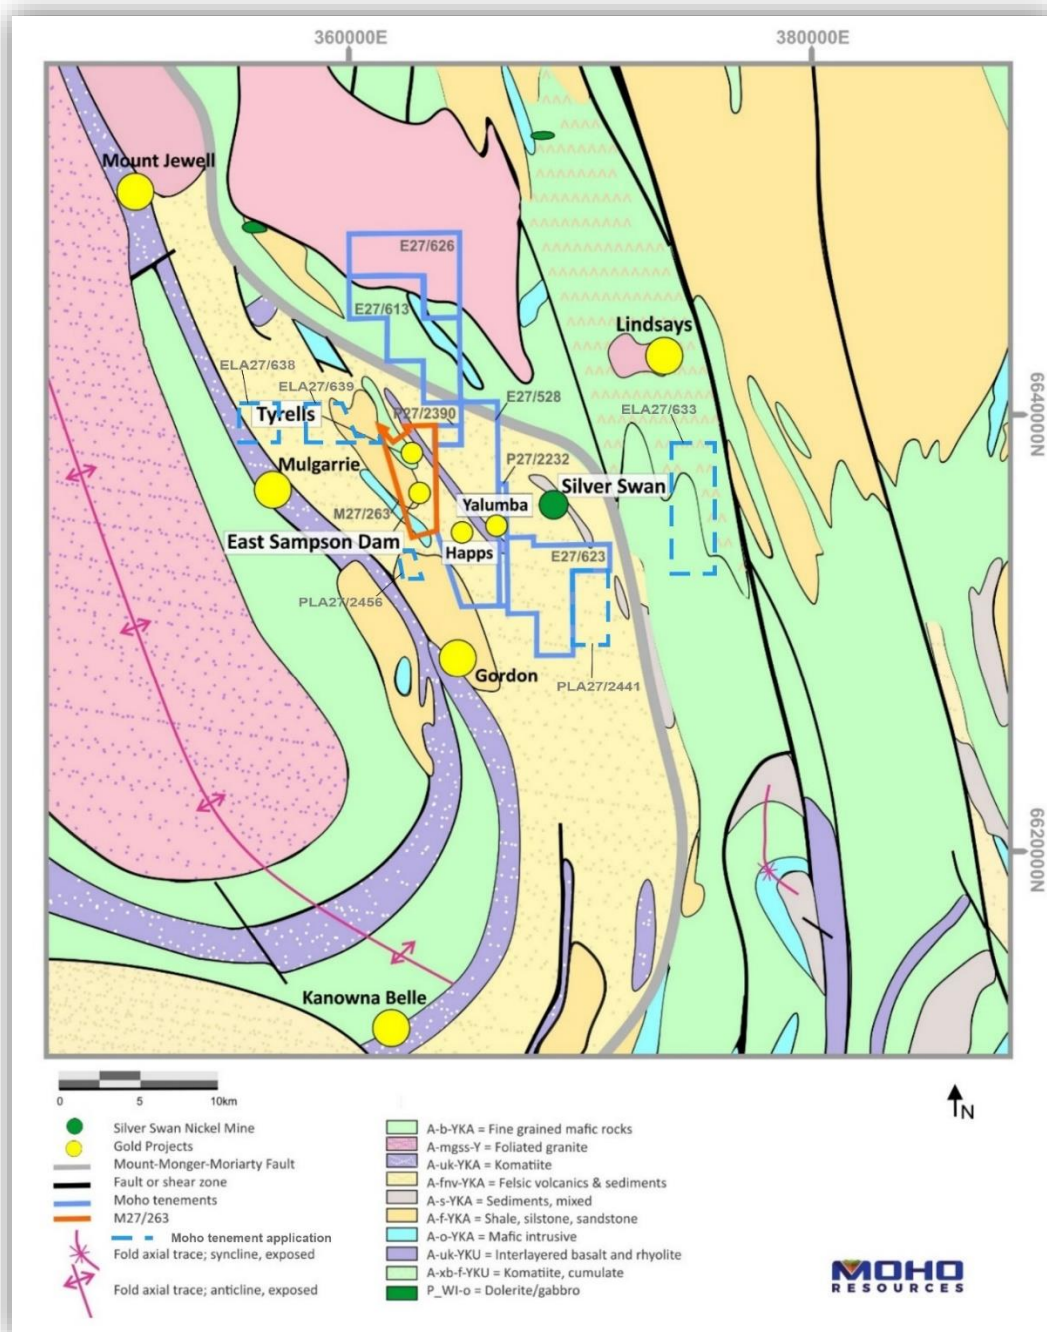 360000E
380000E
Mount Jewell
E27/626
E27/613
Lindsays
ELA27/638
ELA27/639
E27/528
ELA27/633
6640000N
Tyrells
P27/2390
Mulgarrie
P27/2232
Silver Swan
M27/263
Yalumba
East Sampson Dam
Happs
E27/623
PLA27/2456
Gordon
PLA27/2441
6620000N
Kanowna Belle
0 5 10km
N
Silver Swan Nickel Mine
Gold Projects
Mount-Monger-Moriarty Fault
Fault or shear zone
Moho tenements
M27/263
Moho tenement application
Fold axial trace; syncline, exposed
Fold axial trace; anticline, exposed
A-b-YKA = Fine grained mafic rocks
A-mgss-Y = Foliated granite
A-uk-YKA = Komatiite
A-fnv-YKA = Felsic volcanics & sediments
A-s-YKA = Sediments, mixed
A-f-YKA = Shale, silstone, sandstone
A-o-YKA = Mafic intrusive
A-uk-YKU = Interlayered basalt and rhyolite
A-xb-f-YKU = Komatiite, cumulate
P_WI-o = Dolerite/gabbro
MOHO
RESOURCES